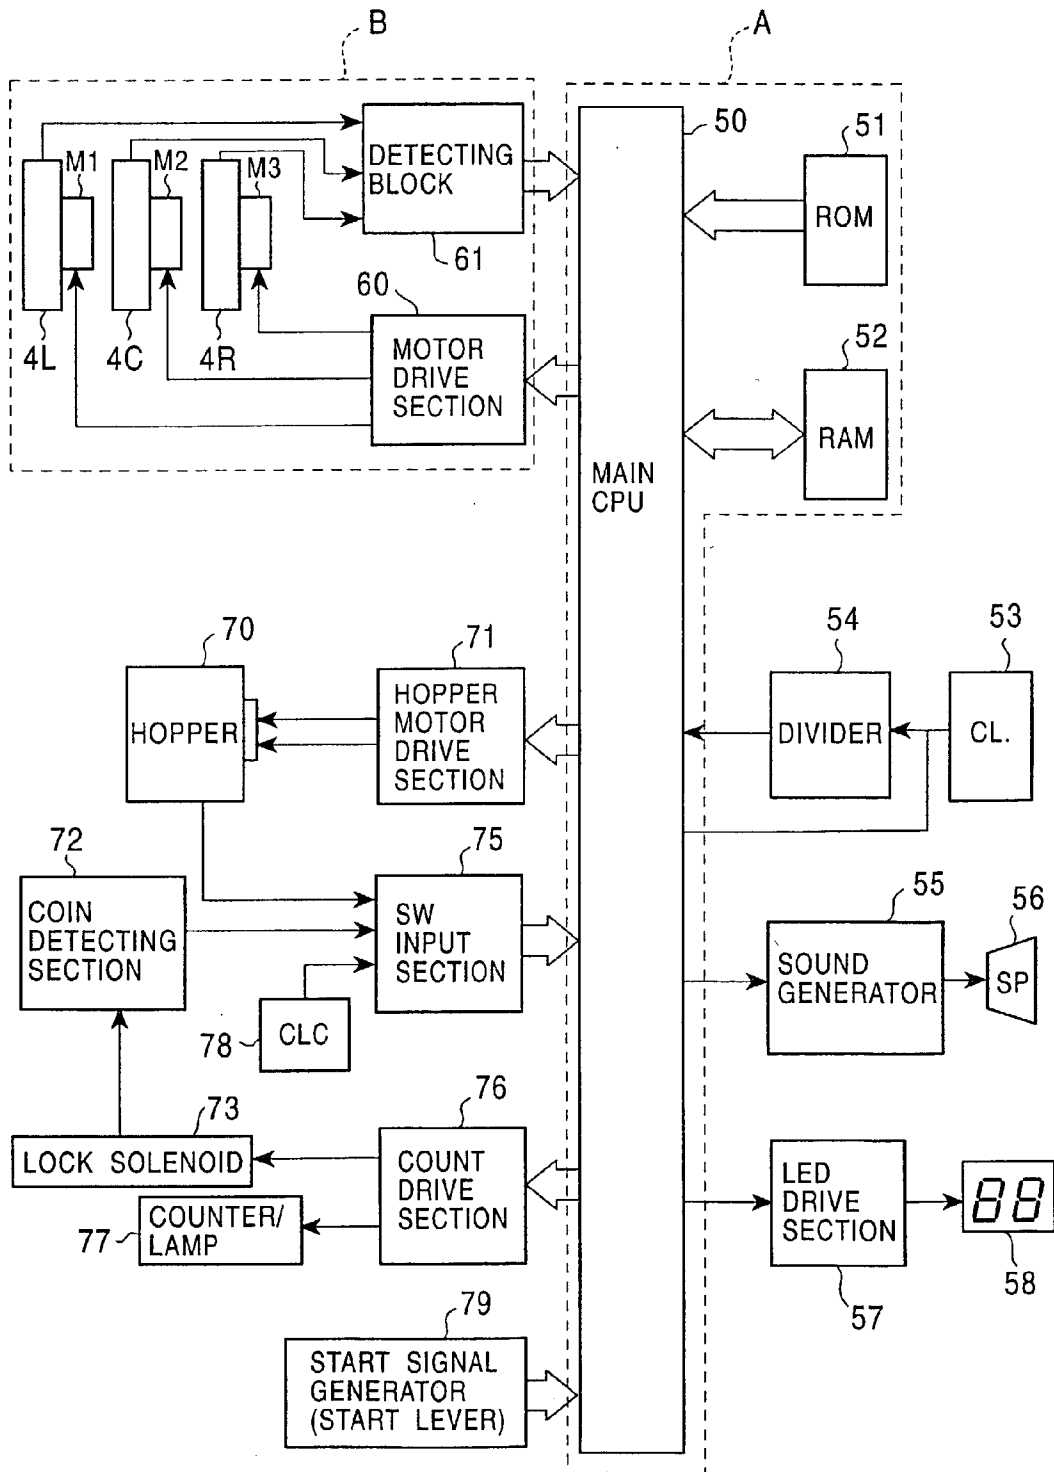 B
A
M1
M2
M3
DETECTING
BLOCK
61
50
51
ROM
4L
4C
4R
60
MOTOR
DRIVE
SECTION
52
RAM
MAIN
CPU
70
HOPPER
71
HOPPER
MOTOR
DRIVE
SECTION
54
DIVIDER
53
CL.
72
COIN
DETECTING
SECTION
75
SW
INPUT
SECTION
78
CLC
55
SOUND
GENERATOR
56
SP
73
LOCK SOLENOID
76
COUNT
DRIVE
SECTION
77
COUNTER/
LAMP
LED
DRIVE
SECTION
57
88
58
79
START SIGNAL
GENERATOR
(START LEVER)